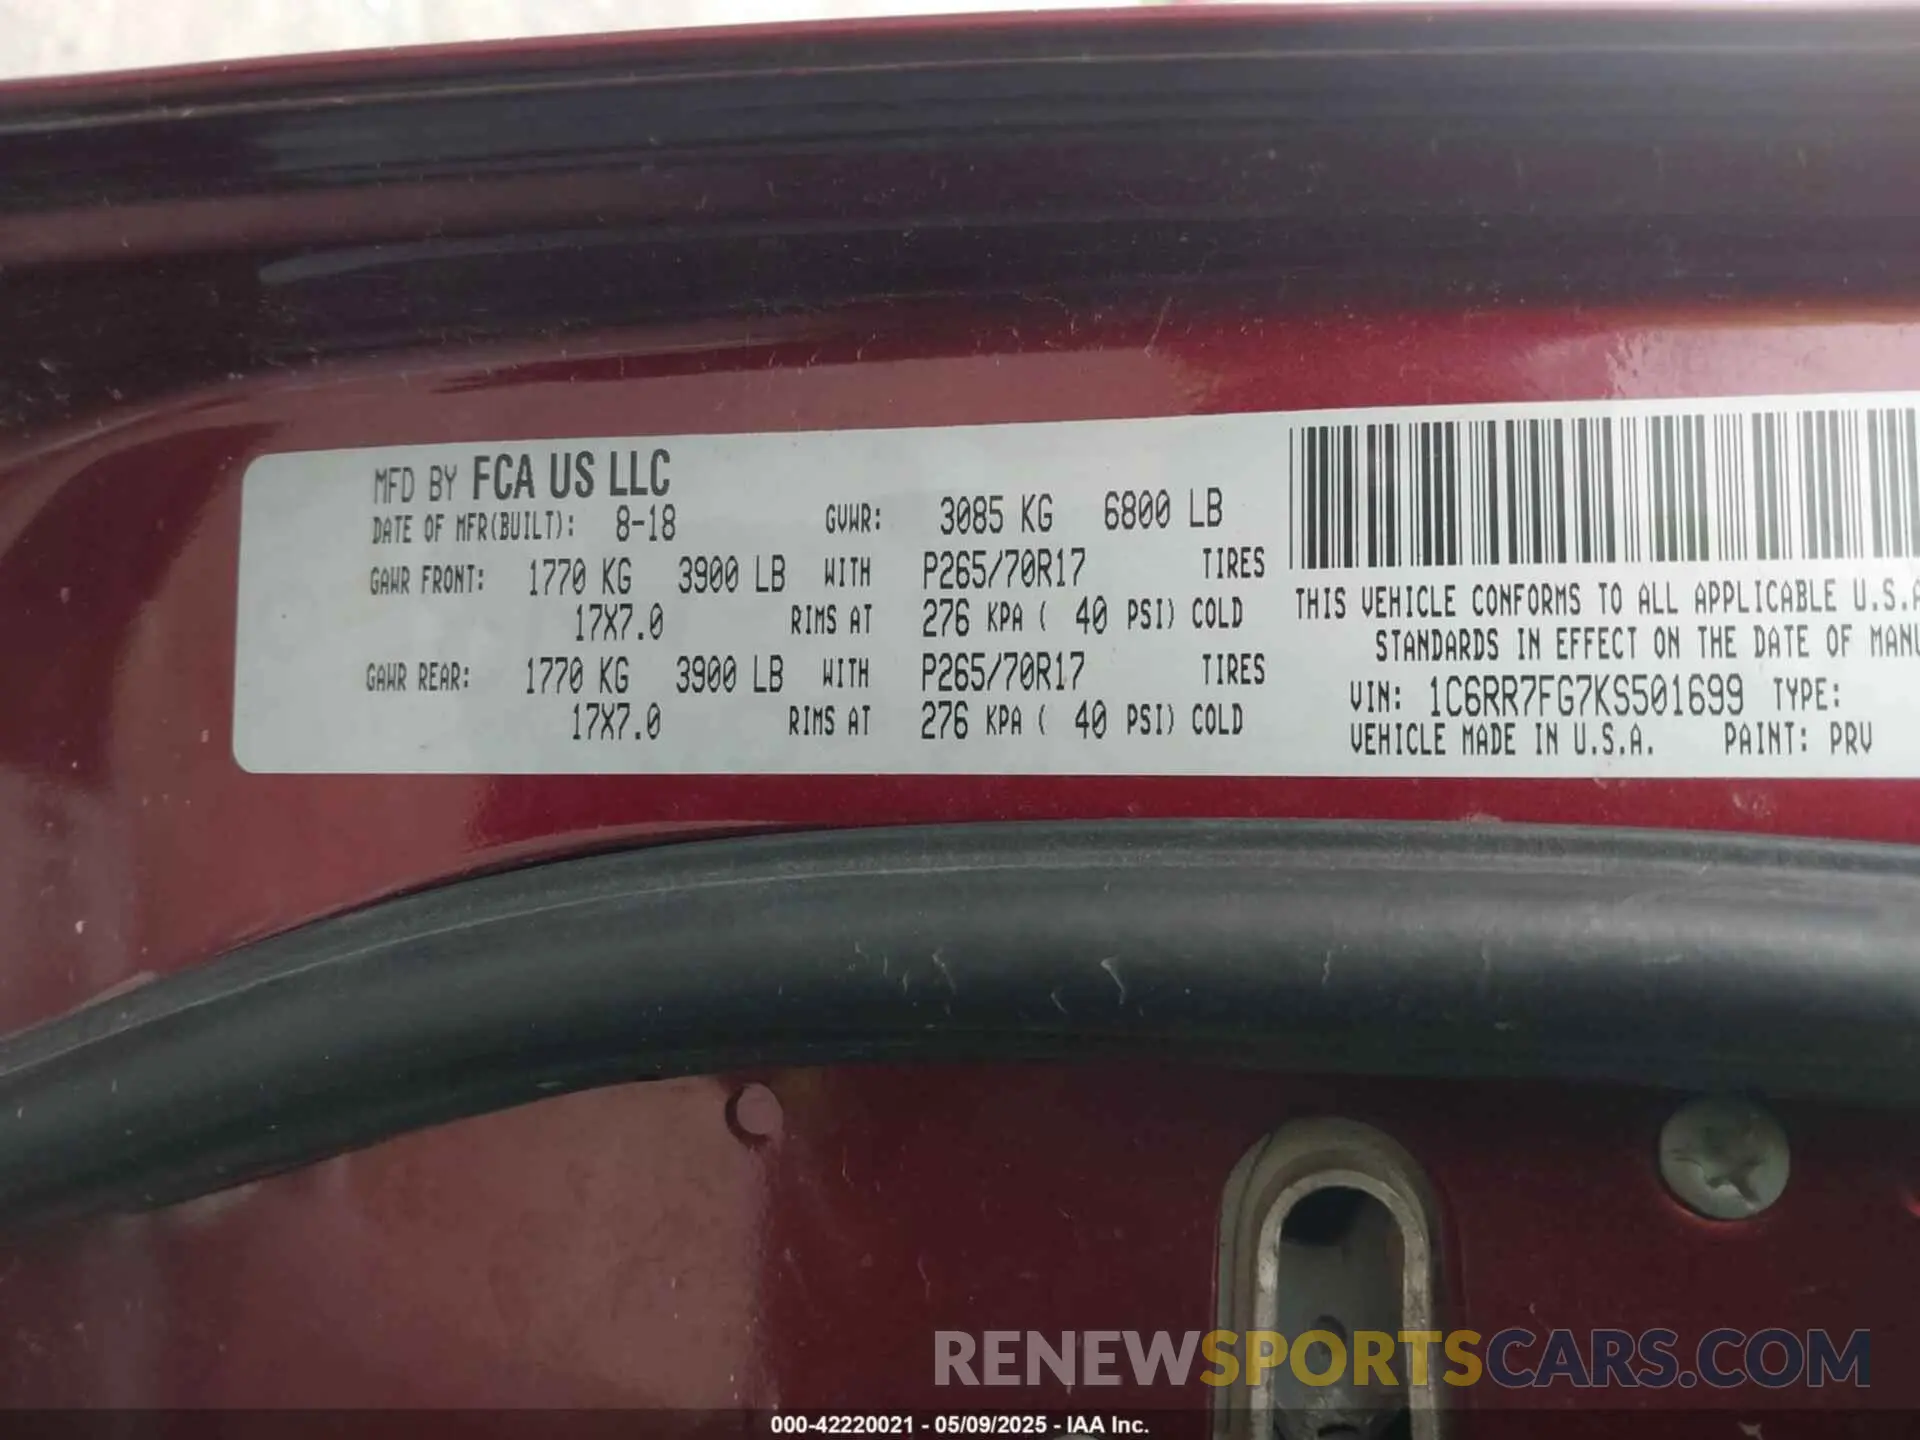 MFD BY FCA US LLC
DATE OF MFR(BUILT): 8-18 GVWR: 3085 KG 6800 LB
GAWR FRONT: 1770 KG 3900 LB WITH P265/70R17 TIRES
17X7.0 RIMS AT 276 KPA ( 40 PSI) COLD
GAWR REAR: 1770 KG 3900 LB WITH P265/70R17 TIRES
17X7.0 RIMS AT 276 KPA ( 40 PSI) COLD
THIS VEHICLE CONFORMS TO ALL APPLICABLE U.S.A
STANDARDS IN EFFECT ON THE DATE OF MANU
VIN: 1C6RR7FG7KS501699 TYPE:
VEHICLE MADE IN U.S.A. PAINT: PRV
RENEWSPORTSCARS.COM
000-42220021 - 05/09/2025 - IAA Inc.